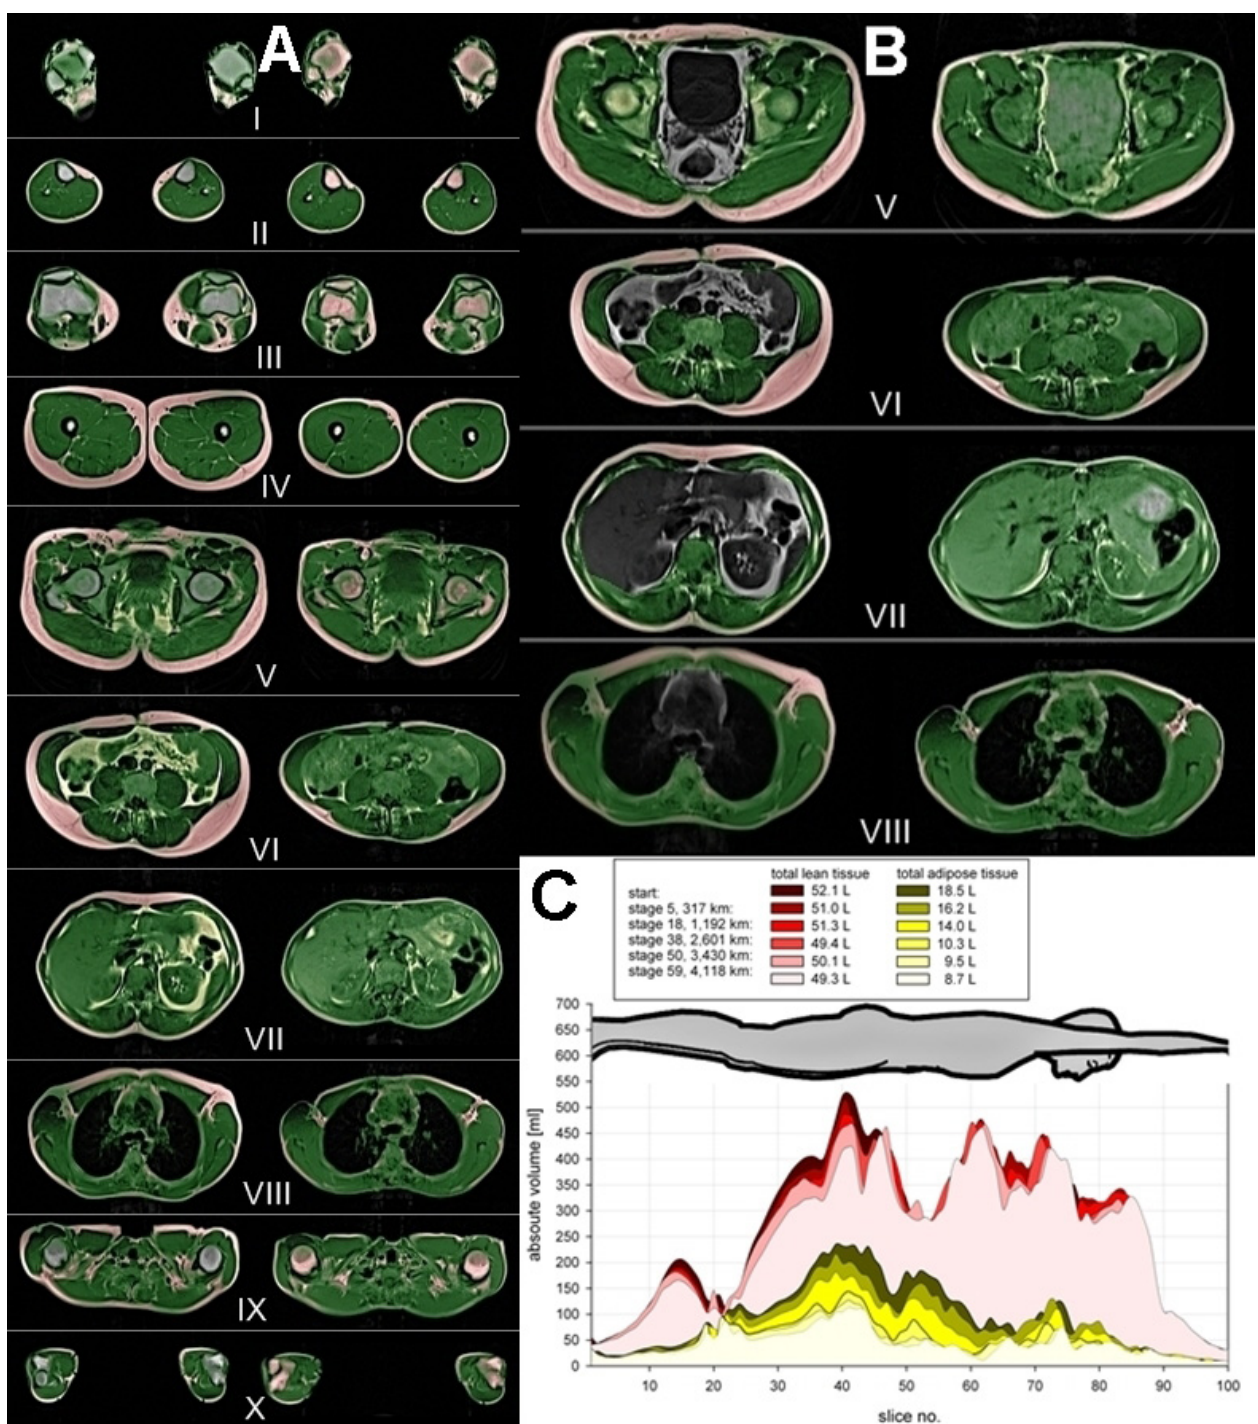 A
I
II
III
IV
V
VI
VII
VIII
IX
X
B
V
VI
VII
VIII
C
total lean tissue total adipose tissue
start: 52.1 L 18.5 L
stage 5, 317 km: 51.0 L 16.2 L
stage 18, 1,192 km: 51.3 L 14.0 L
stage 38, 2,601 km: 49.4 L 10.3 L
stage 50, 3,430 km: 50.1 L 9.5 L
stage 59, 4,118 km: 49.3 L 8.7 L
700
650
600
550
500
450
400
350
300
250
200
150
100
50
0
absoute volume [ml]
10 20 30 40 50 60 70 80 90 100
slice no.